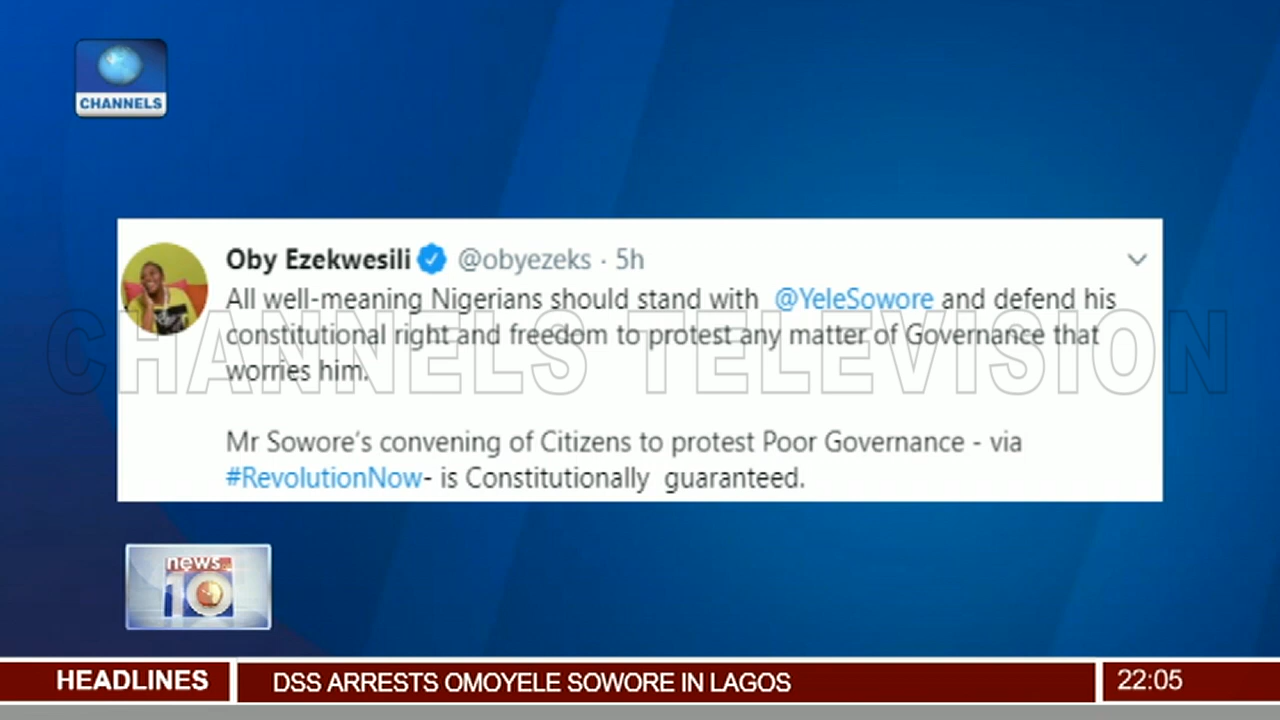 CHANNELS
Oby Ezekwesili @obyezeks · 5h
All well-meaning Nigerians should stand with @YeleSowore and defend his
constitutional right and freedom to protest any matter of Governance that
worries him.
CHANNELS TELEVISION
Mr Sowore's convening of Citizens to protest Poor Governance - via
#RevolutionNow- is Constitutionally guaranteed.
news
10
HEADLINES
DSS ARRESTS OMOYELE SOWORE IN LAGOS
22:05